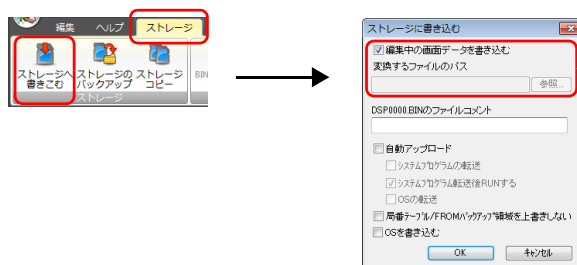 編集 ヘルプ ストレージ
ストレージへ書きこむ
ストレージのバックアップ
ストレージコピー
BIN
ストレージ
ストレージに書き込む
編集中の画面データを書き込む
変換するファイルのパス
参照...
DSP0000.BINのファイルコメント
自動アップロード
システムプログラムの転送
システムプログラム転送後RUNする
OSの転送
局番テーブル/FROMバックアップ領域を上書きしない
OSを書き込む
OK キャンセル